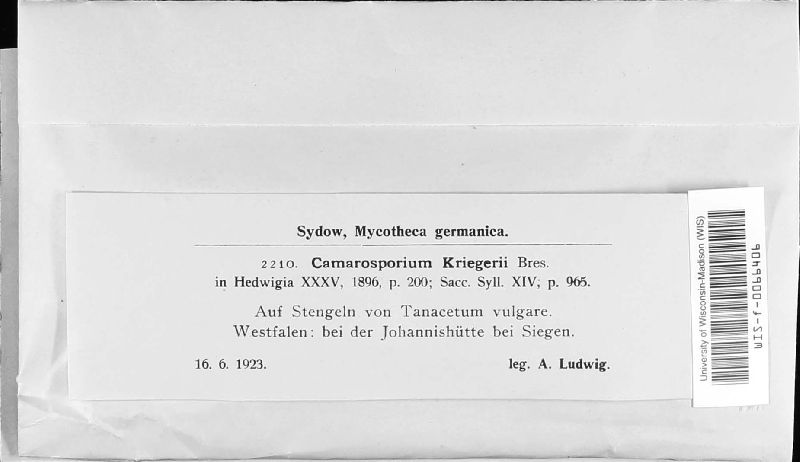 Sydow, Mycotheca germanica.
2210. Camarosporium Kriegerii Bres.
in Hedwigia XXXV, 1896, p. 200; Sacc. Syll. XIV, p. 965.
Auf Stengeln von Tanacetum vulgare.
Westfalen: bei der Johannishütte bei Siegen.
16. 6. 1923. leg. A. Ludwig.
University of Wisconsin-Madison (WIS)
WIS-f-0066406